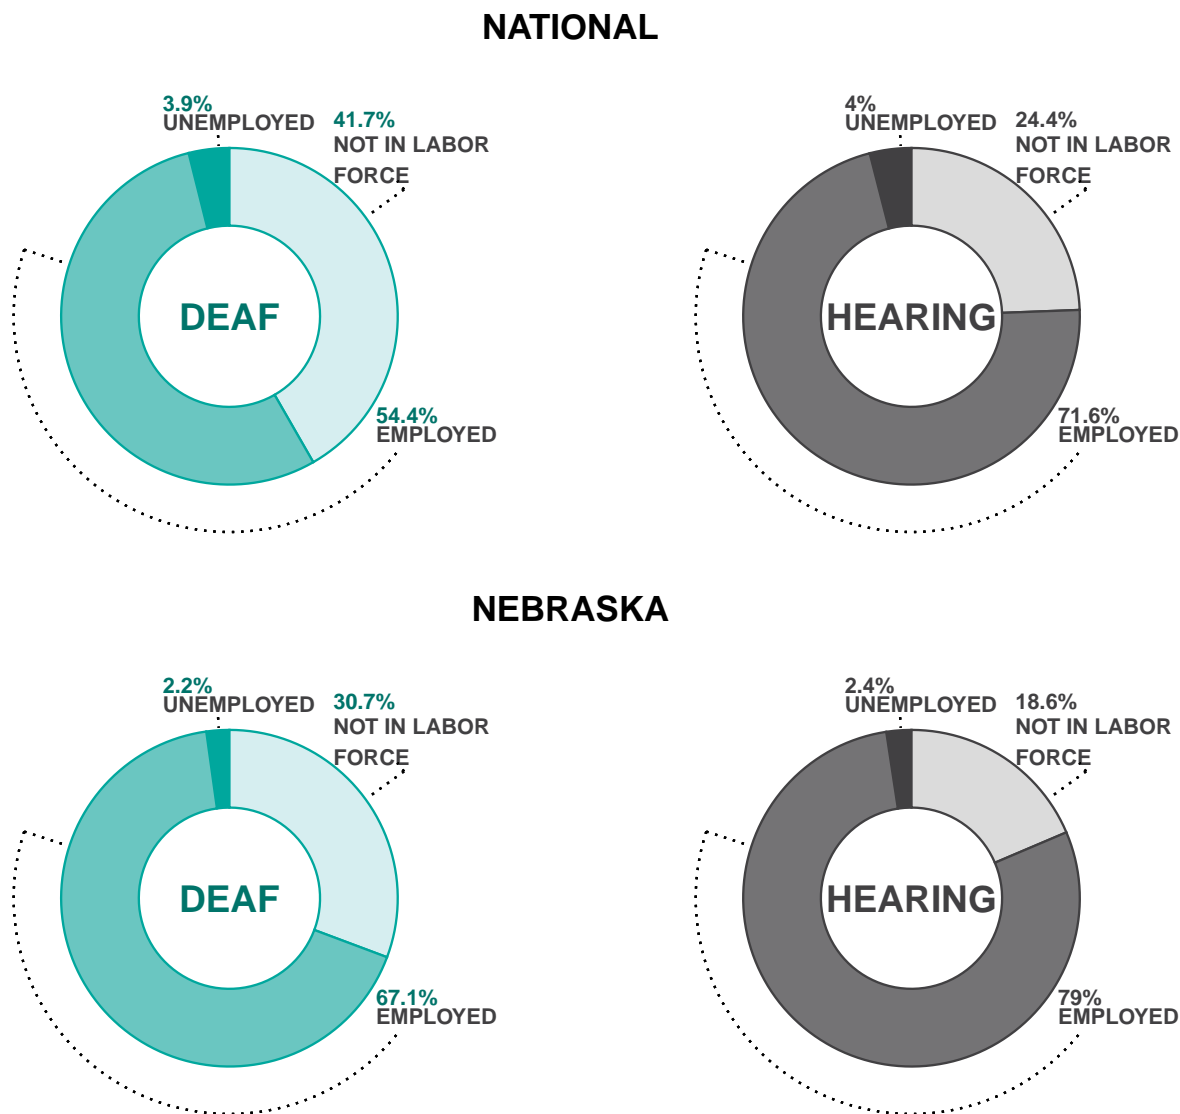 NATIONAL
3.9%
UNEMPLOYED
41.7%
NOT IN LABOR
FORCE
DEAF
54.4%
EMPLOYED
4%
UNEMPLOYED
24.4%
NOT IN LABOR
FORCE
HEARING
71.6%
EMPLOYED
NEBRASKA
2.2%
UNEMPLOYED
30.7%
NOT IN LABOR
FORCE
DEAF
67.1%
EMPLOYED
2.4%
UNEMPLOYED
18.6%
NOT IN LABOR
FORCE
HEARING
79%
EMPLOYED